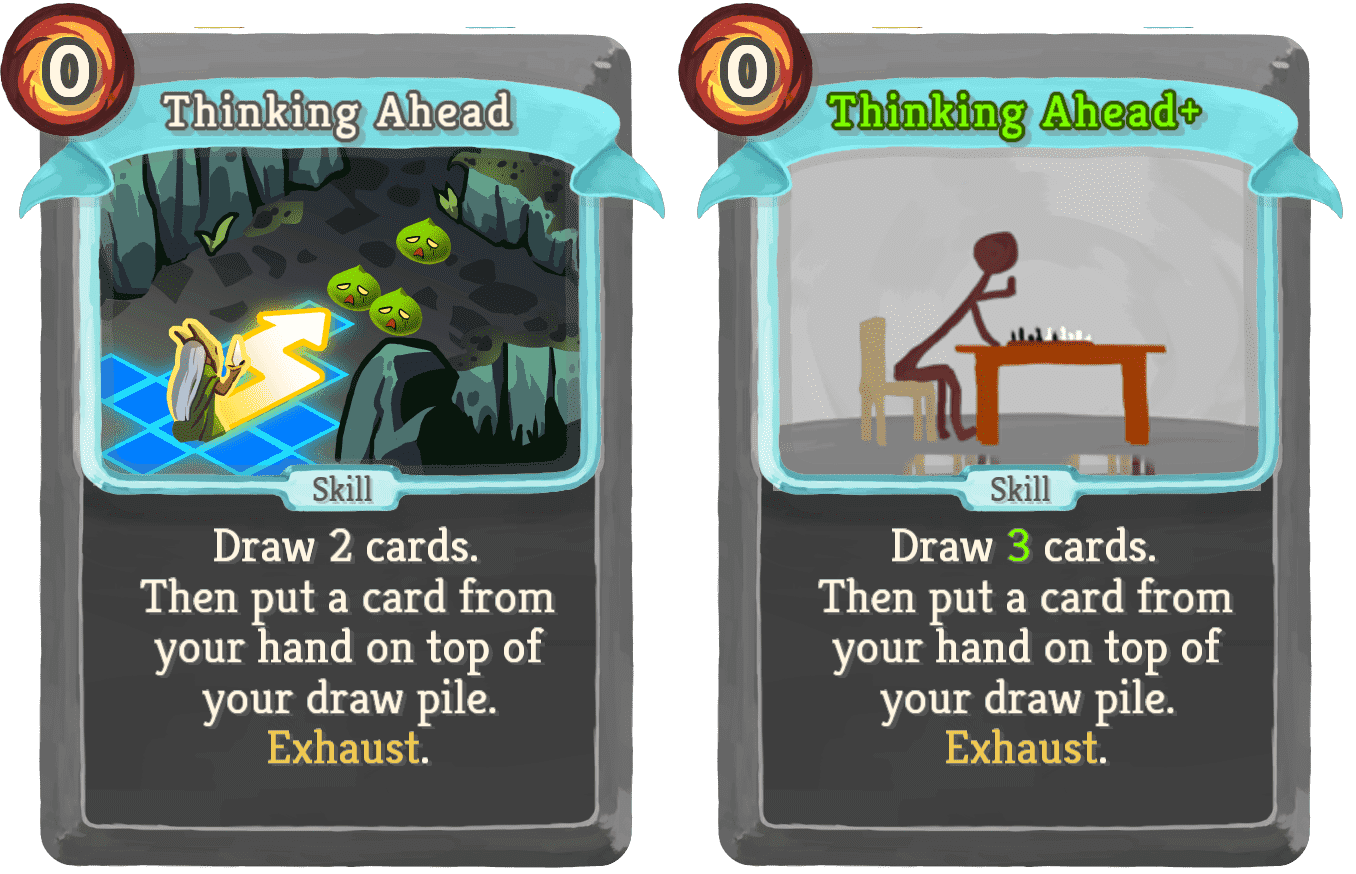 0
Thinking Ahead
Skill
Draw 2 cards.
Then put a card from
your hand on top of
your draw pile.
Exhaust.
0
Thinking Ahead+
Skill
Draw 3 cards.
Then put a card from
your hand on top of
your draw pile.
Exhaust.